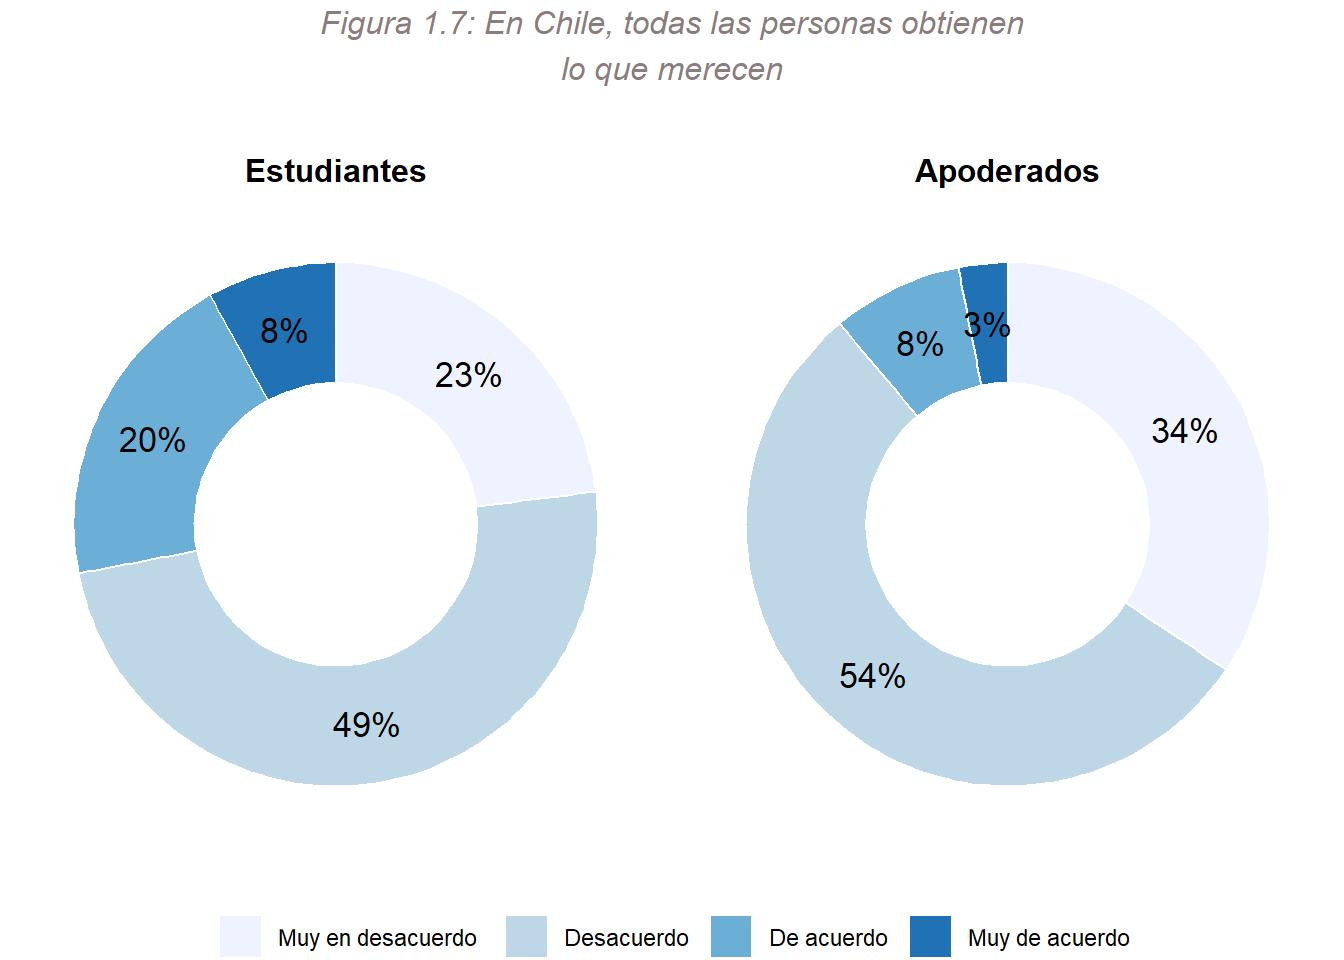 Figura 1.7: En Chile, todas las personas obtienen
lo que merecen
Estudiantes
8%
23%
20%
49%
Apoderados
3%
8%
34%
54%
Muy en desacuerdo
Desacuerdo
De acuerdo
Muy de acuerdo